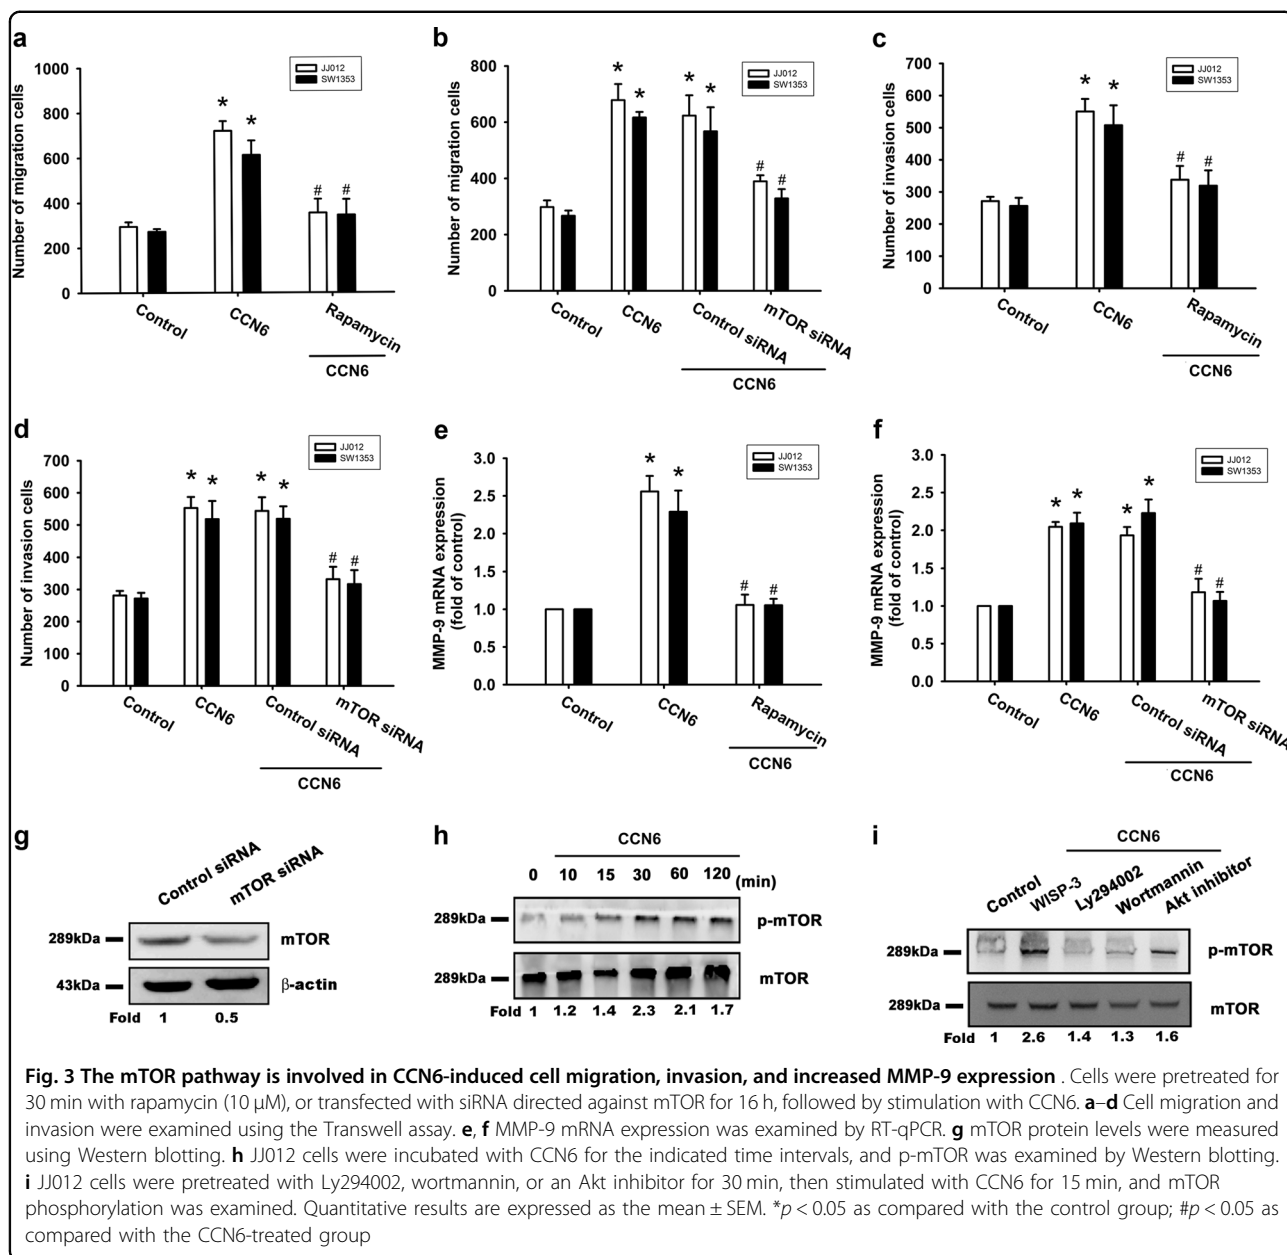 a
1000
800
600
400
200
0
Number of migration cells
JJ012
SW1353
*
*
#
#
Control
CCN6
Rapamycin
CCN6
b
800
600
400
200
0
Number of migration cells
JJ012
SW1353
*
*
*
*
#
#
Control
CCN6
Control siRNA
mTOR siRNA
CCN6
c
700
600
500
400
300
200
100
0
Number of invasion cells
JJ012
SW1353
*
*
#
#
Control
CCN6
Rapamycin
CCN6
d
700
600
500
400
300
200
100
0
Number of invasion cells
JJ012
SW1353
*
*
*
*
#
#
Control
CCN6
Control siRNA
mTOR siRNA
CCN6
e
3.0
2.5
2.0
1.5
1.0
0.5
0.0
MMP-9 mRNA expression
(fold of control)
JJ012
SW1353
*
*
#
#
Control
CCN6
Rapamycin
CCN6
f
3.0
2.5
2.0
1.5
1.0
0.5
0.0
MMP-9 mRNA expression
(fold of control)
JJ012
SW1353
*
*
*
*
#
#
Control
CCN6
Control siRNA
mTOR siRNA
CCN6
g
Control siRNA
mTOR siRNA
289kDa
mTOR
43kDa
β-actin
Fold 1 0.5
h
CCN6
0 10 15 30 60 120 (min)
289kDa
p-mTOR
289kDa
mTOR
Fold 1 1.2 1.4 2.3 2.1 1.7
i
CCN6
Control
WISP-3
Ly294002
Wortmannin
Akt inhibitor
289kDa
p-mTOR
289kDa
mTOR
Fold 1 2.6 1.4 1.3 1.6
Fig. 3 The mTOR pathway is involved in CCN6-induced cell migration, invasion, and increased MMP-9 expression . Cells were pretreated for
30 min with rapamycin (10 μM), or transfected with siRNA directed against mTOR for 16 h, followed by stimulation with CCN6. a–d Cell migration and
invasion were examined using the Transwell assay. e, f MMP-9 mRNA expression was examined by RT-qPCR. g mTOR protein levels were measured
using Western blotting. h JJ012 cells were incubated with CCN6 for the indicated time intervals, and p-mTOR was examined by Western blotting.
i JJ012 cells were pretreated with Ly294002, wortmannin, or an Akt inhibitor for 30 min, then stimulated with CCN6 for 15 min, and mTOR
phosphorylation was examined. Quantitative results are expressed as the mean ± SEM. *p < 0.05 as compared with the control group; #p < 0.05 as
compared with the CCN6-treated group